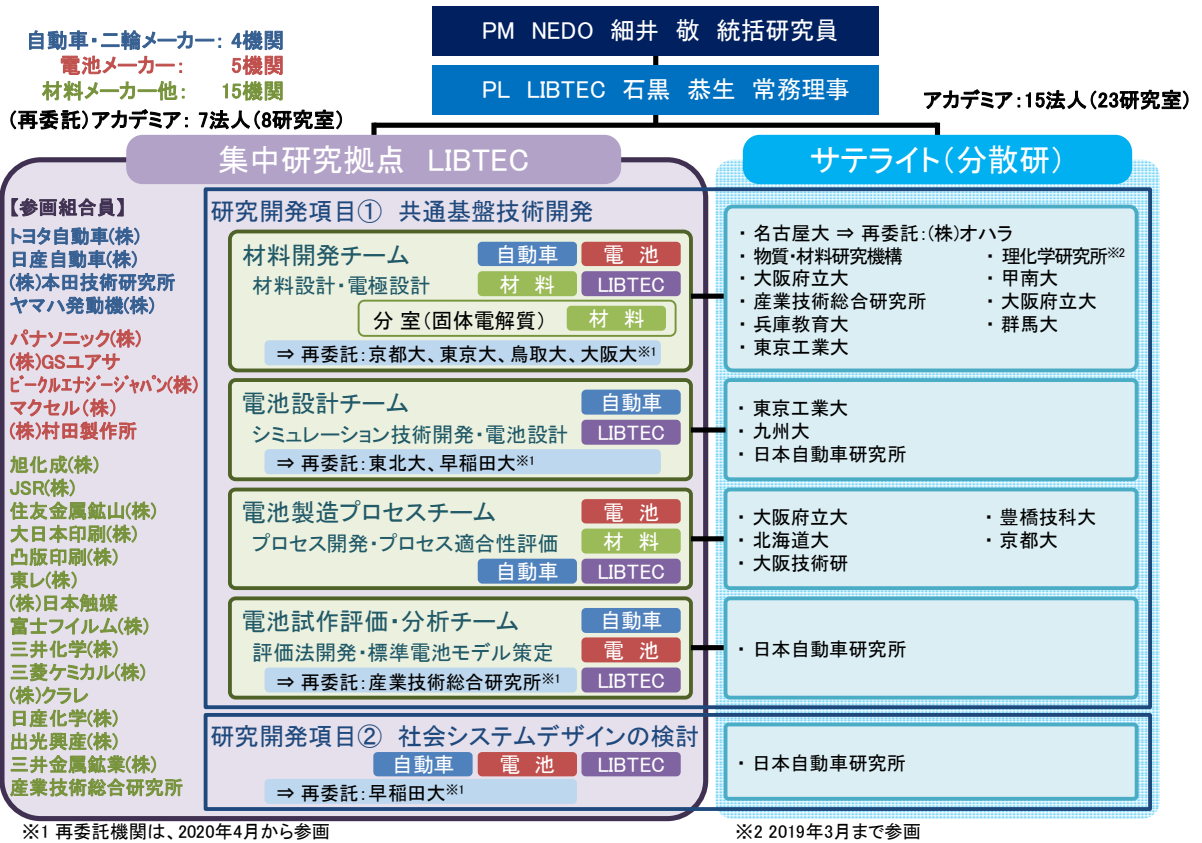 PM NEDO 細井 敬 統括研究員
PL LIBTEC 石黒 恭生 常務理事
自動車・二輪メーカー: 4機関
電池メーカー: 5機関
材料メーカー他: 15機関
(再委託)アカデミア: 7法人(8研究室)
アカデミア:15法人(23研究室)
集中研究拠点 LIBTEC
サテライト(分散研)
【参画組合員】
トヨタ自動車(株)
日産自動車(株)
(株)本田技術研究所
ヤマハ発動機(株)
パナソニック(株)
(株)GSユアサ
ビークルエナジージャパン(株)
マクセル(株)
(株)村田製作所
旭化成(株)
JSR(株)
住友金属鉱山(株)
大日本印刷(株)
凸版印刷(株)
東レ(株)
(株)日本触媒
富士フイルム(株)
三井化学(株)
三菱ケミカル(株)
(株)クラレ
日産化学(株)
出光興産(株)
三井金属鉱業(株)
産業技術総合研究所
研究開発項目① 共通基盤技術開発
材料開発チーム 自動車 電 池
材料設計・電極設計 材 料 LIBTEC
分 室(固体電解質) 材 料
⇒ 再委託:京都大、東京大、鳥取大、大阪大※1
・ 名古屋大 ⇒ 再委託:(株)オハラ
・ 物質・材料研究機構 ・ 理化学研究所※2
・ 大阪府立大 ・ 甲南大
・ 産業技術総合研究所 ・ 大阪府立大
・ 兵庫教育大 ・ 群馬大
・ 東京工業大
電池設計チーム 自動車
シミュレーション技術開発・電池設計 LIBTEC
⇒ 再委託:東北大、早稲田大※1
・ 東京工業大
・ 九州大
・ 日本自動車研究所
電池製造プロセスチーム 電 池
プロセス開発・プロセス適合性評価 材 料
自動車 LIBTEC
・ 大阪府立大 ・ 豊橋技科大
・ 北海道大 ・ 京都大
・ 大阪技術研
電池試作評価・分析チーム 自動車
評価法開発・標準電池モデル策定 電 池
⇒ 再委託:産業技術総合研究所※1 LIBTEC
・ 日本自動車研究所
研究開発項目② 社会システムデザインの検討
自動車 電 池 LIBTEC
⇒ 再委託:早稲田大※1
・ 日本自動車研究所
※1 再委託機関は、2020年4月から参画
※2 2019年3月まで参画